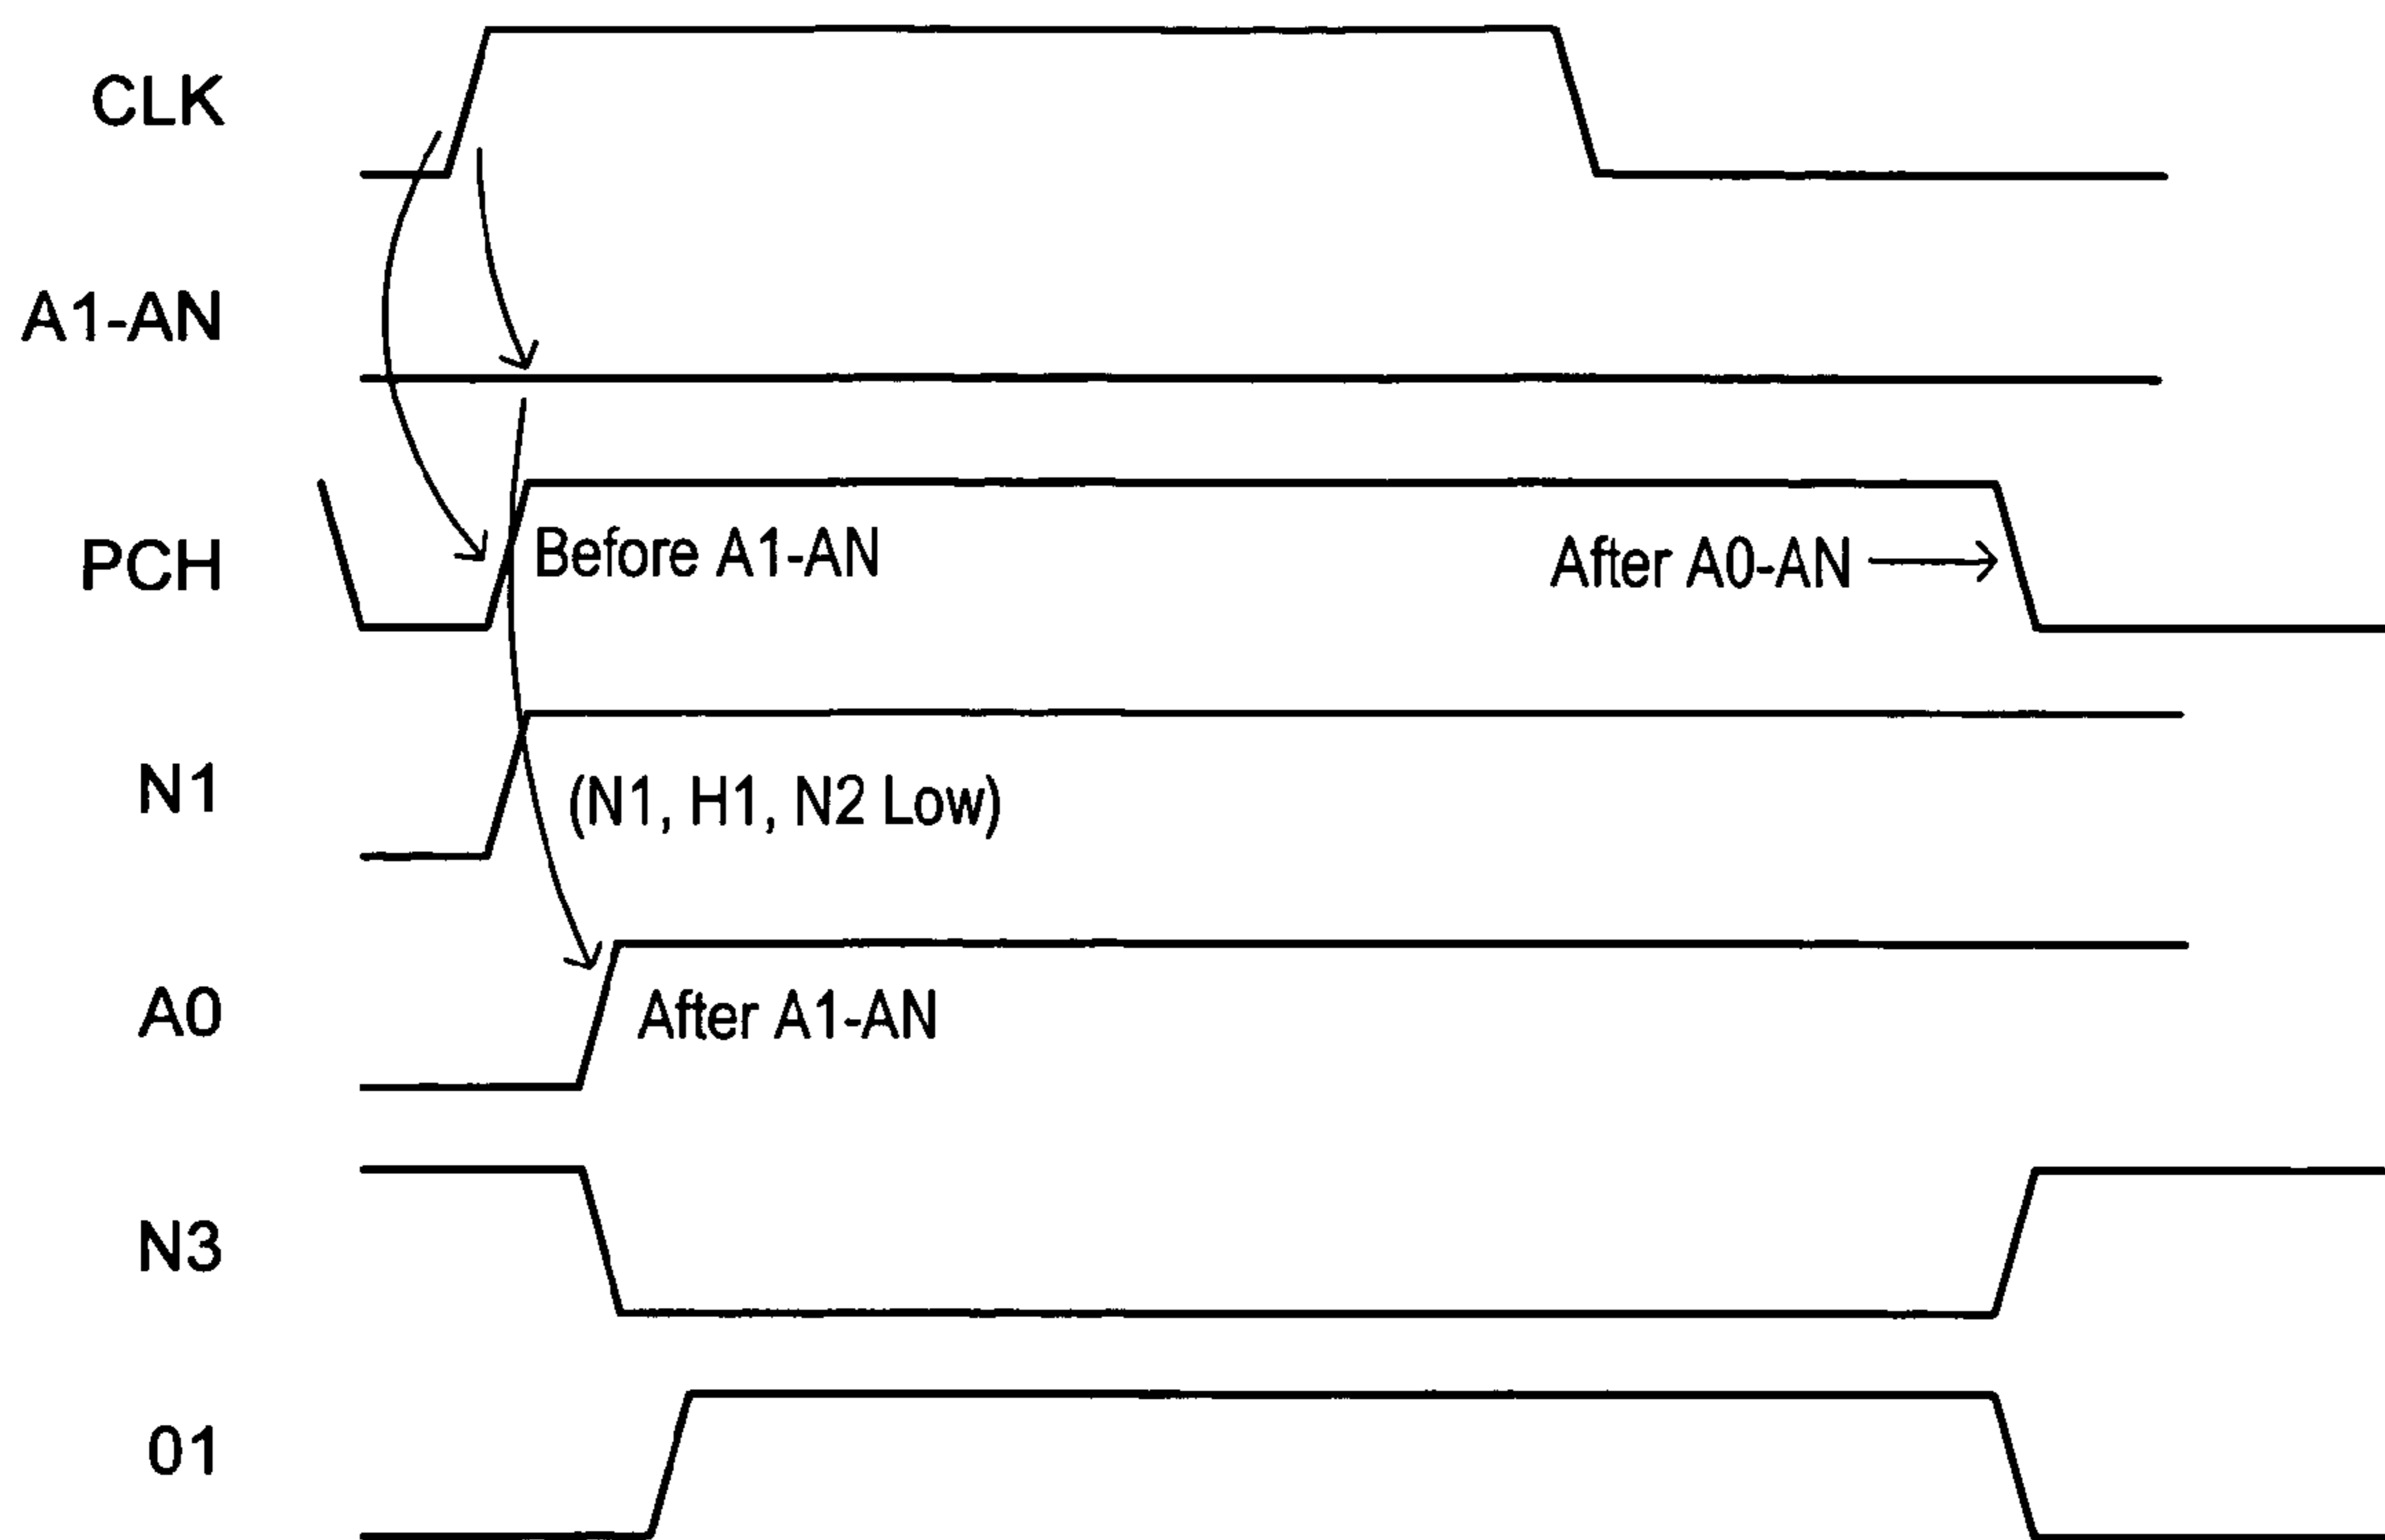 CLK
A1-AN
PCH
Before A1-AN
After A0-AN
N1
(N1, H1, N2 Low)
A0
After A1-AN
N3
01